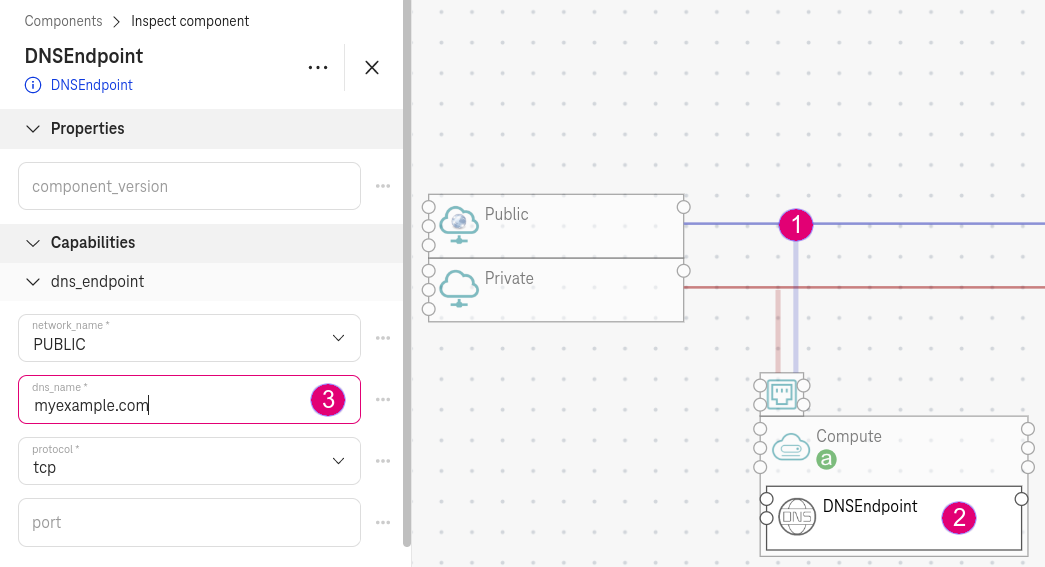 Components > Inspect component
DNSEndpoint
DNSEndpoint
Properties
component_version
Capabilities
dns_endpoint
network_name *
PUBLIC
dns_name *
myexample.com
3
protocol *
tcp
port
Public
1
Private
Compute
a
DNS
DNSEndpoint
2